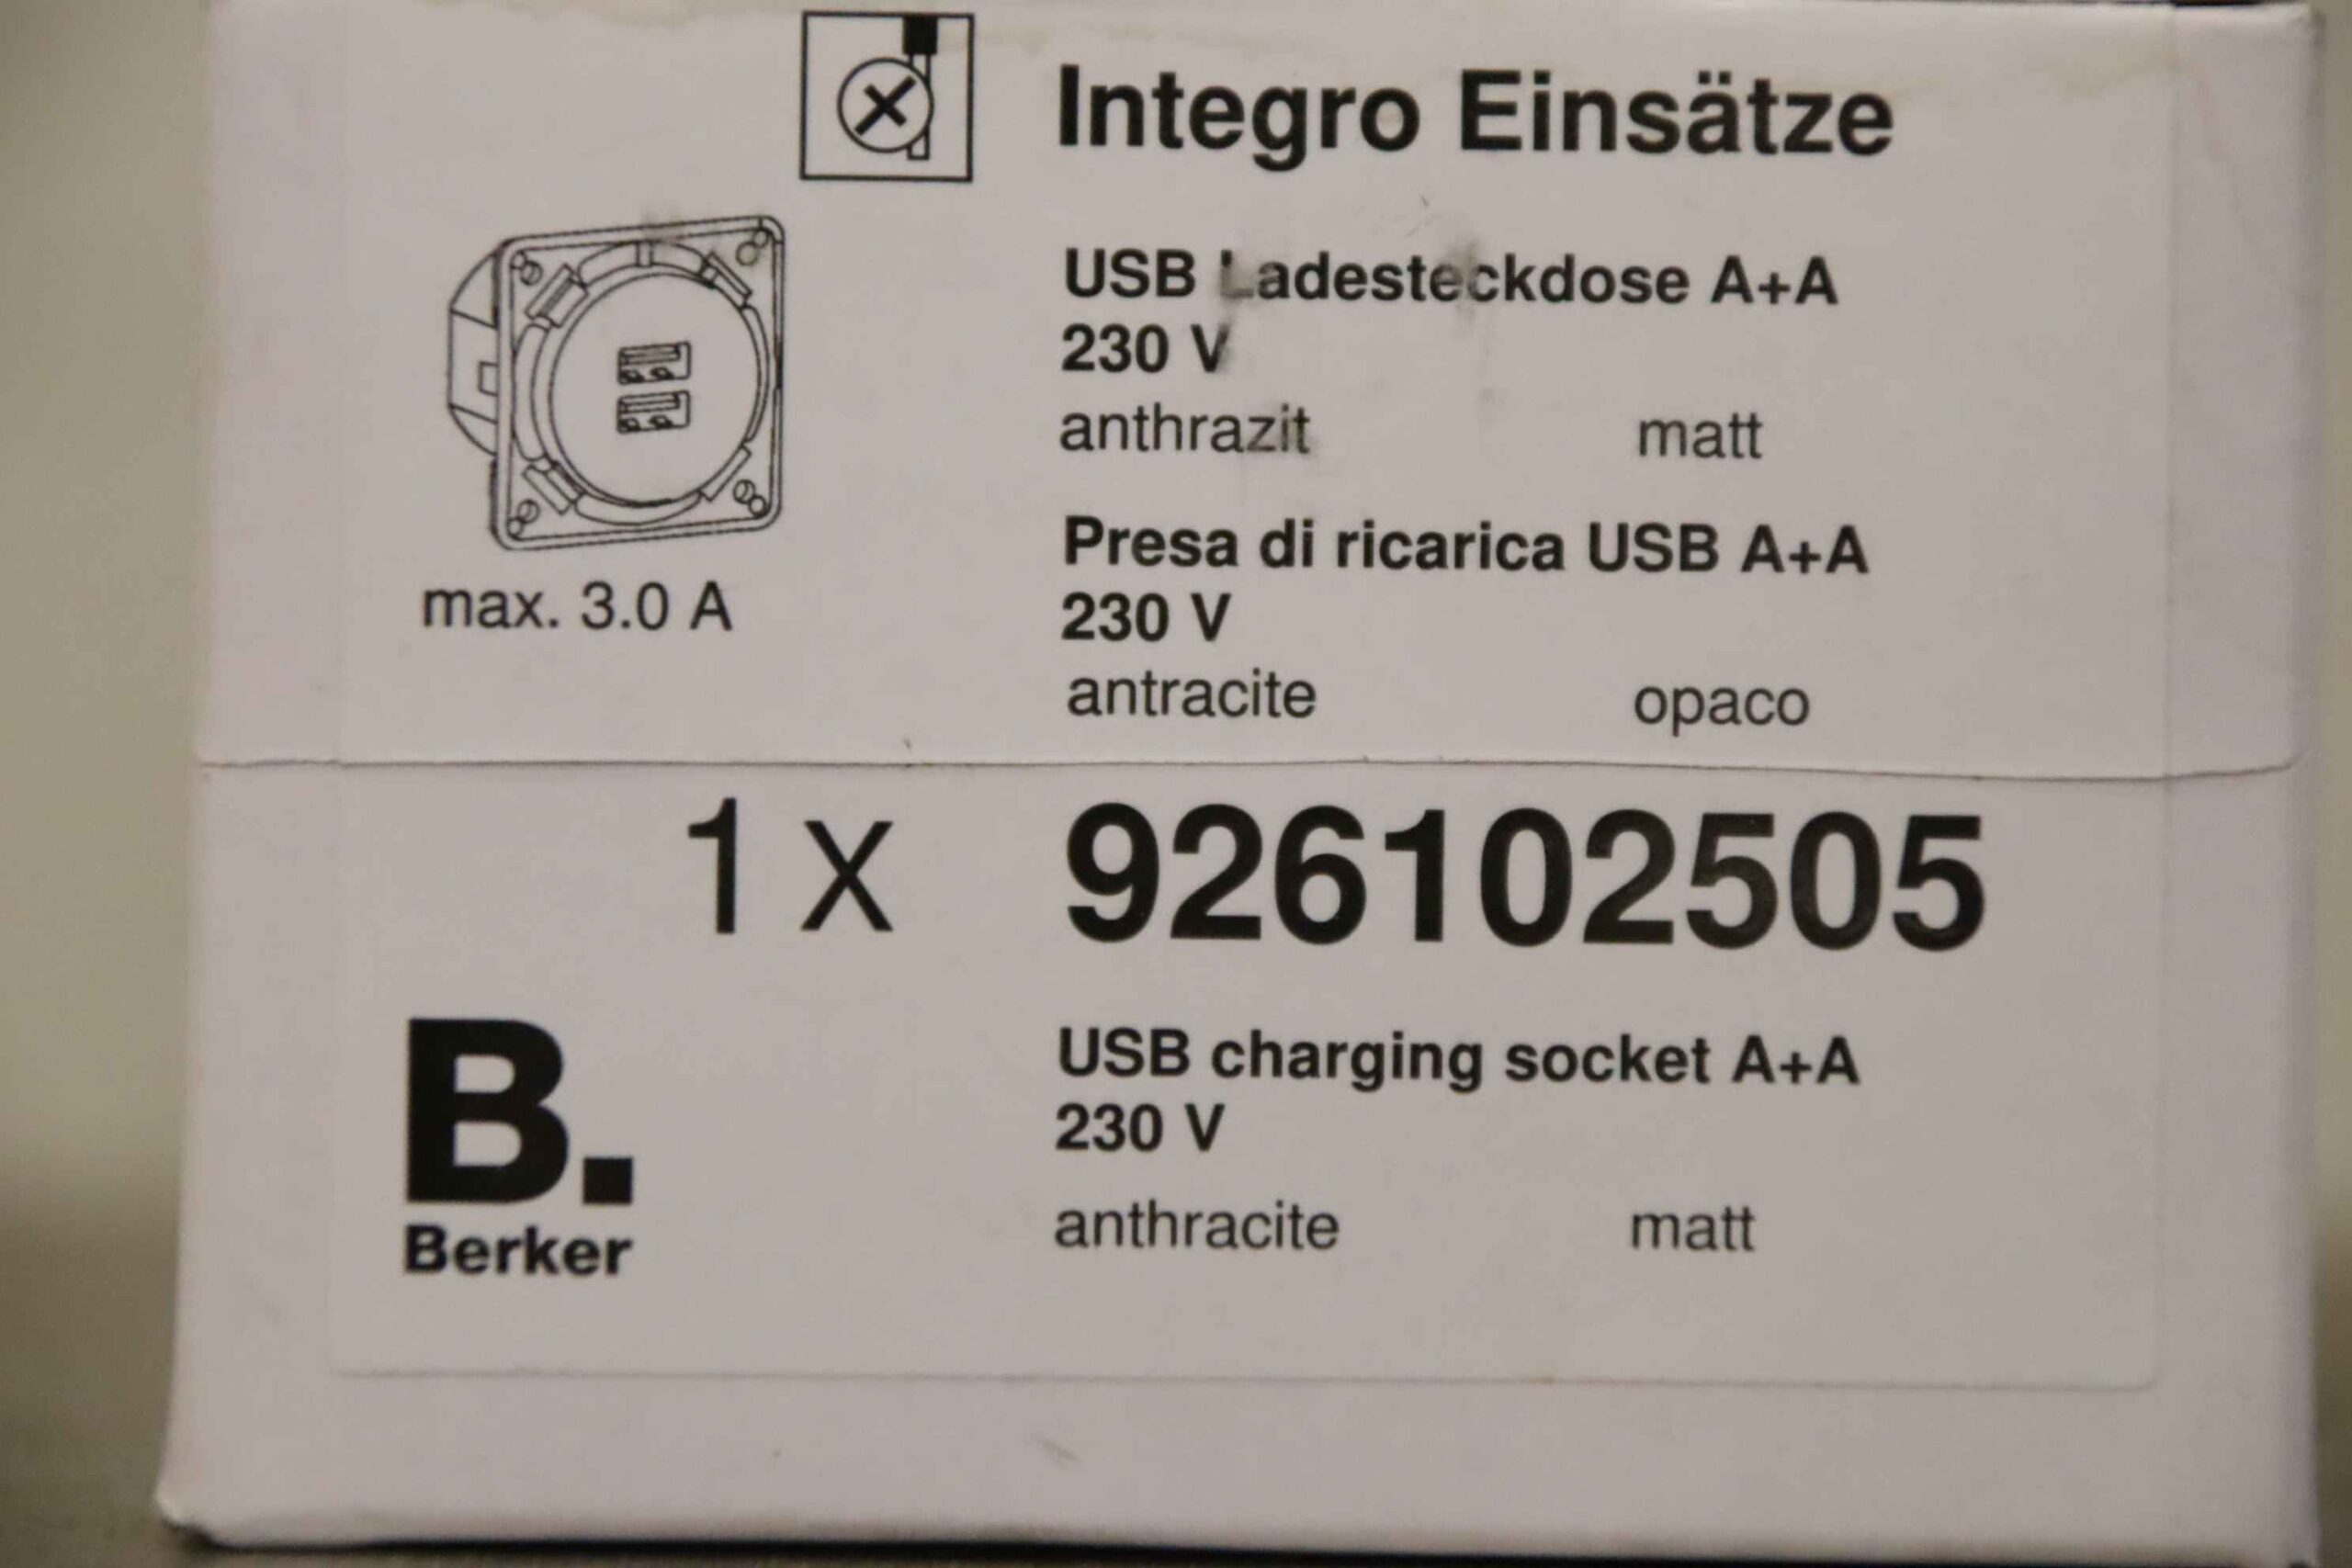 Integro Einsätze
USB Ladesteckdose A+A
230 V
anthrazit matt
max. 3.0 A
Presa di ricarica USB A+A
230 V
antracite opaco
1 X 926102505
B.
Berker
USB charging socket A+A
230 V
anthracite matt